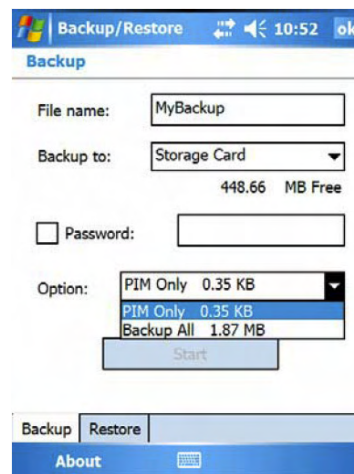 Backup/Restore 10:52 ok
Backup
File name: MyBackup
Backup to: Storage Card
448.66 MB Free
Password:
Option: PIM Only 0.35 KB
PIM Only 0.35 KB
Backup All 1.87 MB
Start
Backup Restore
About